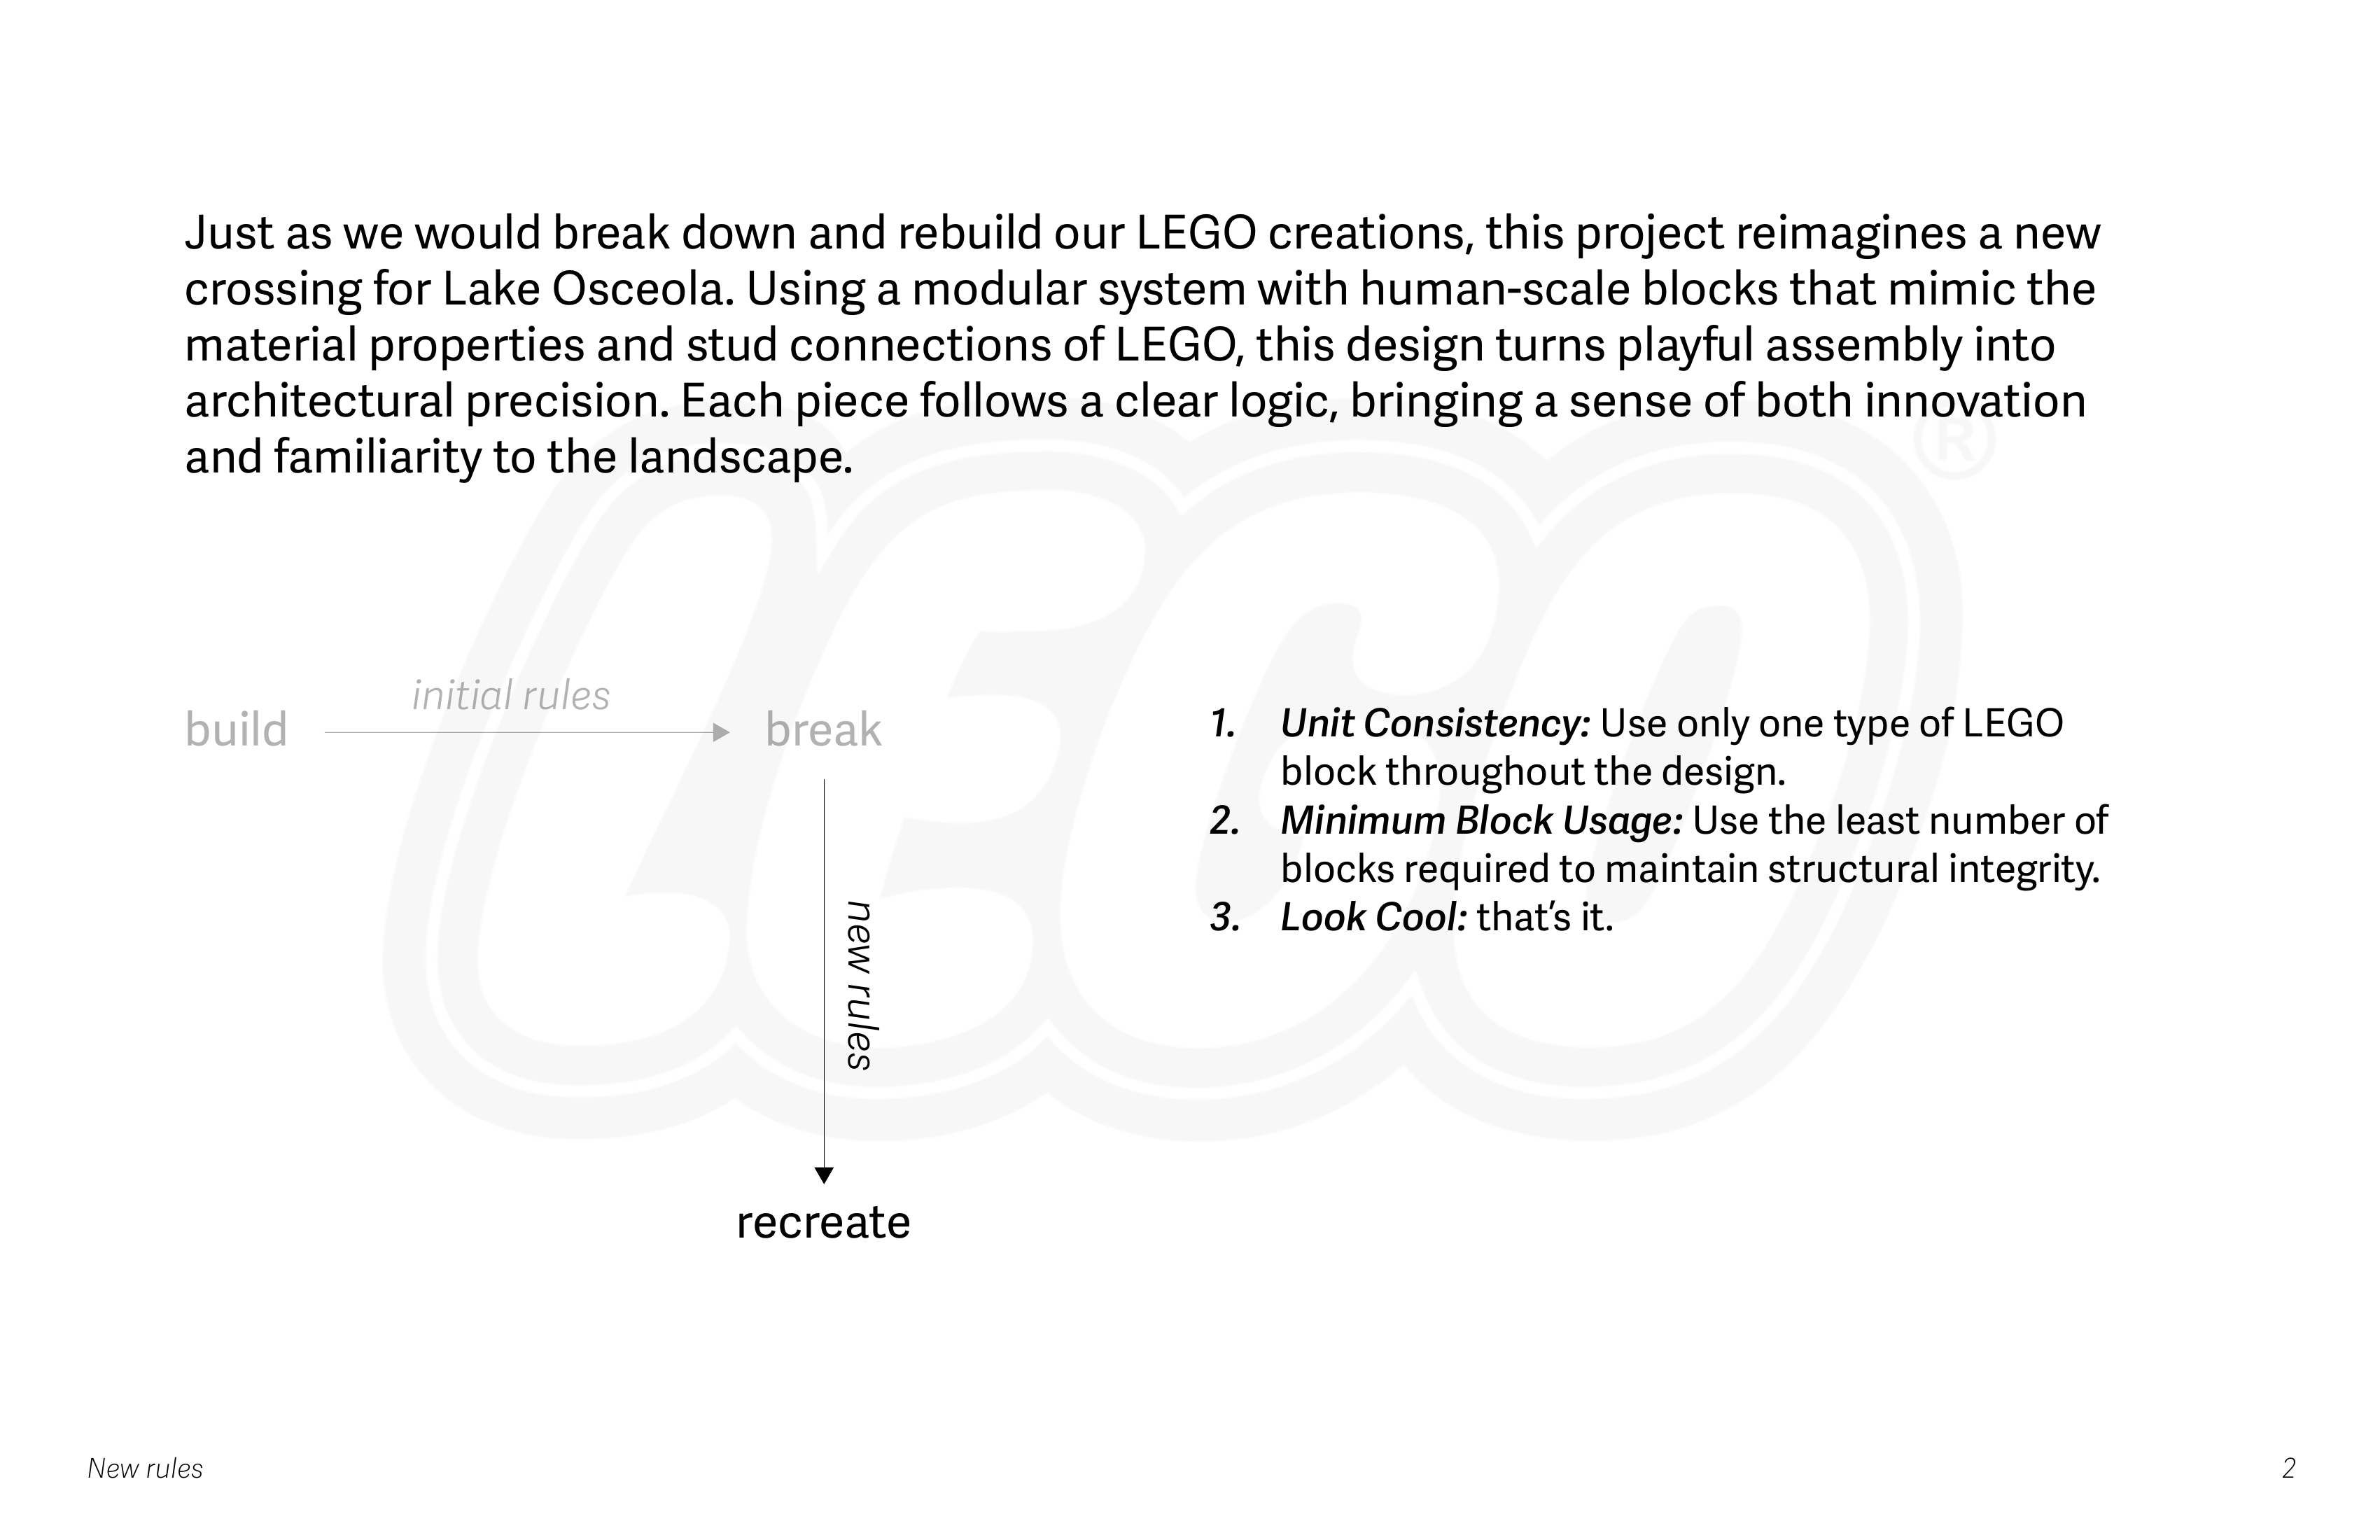 Just as we would break down and rebuild our LEGO creations, this project reimagines a new
crossing for Lake Osceola. Using a modular system with human-scale blocks that mimic the
material properties and stud connections of LEGO, this design turns playful assembly into
architectural precision. Each piece follows a clear logic, bringing a sense of both innovation
and familiarity to the landscape.
LEGO®
build
initial rules
break
new rules
recreate
1. Unit Consistency: Use only one type of LEGO
block throughout the design.
2. Minimum Block Usage: Use the least number of
blocks required to maintain structural integrity.
3. Look Cool: that's it.
New rules
2